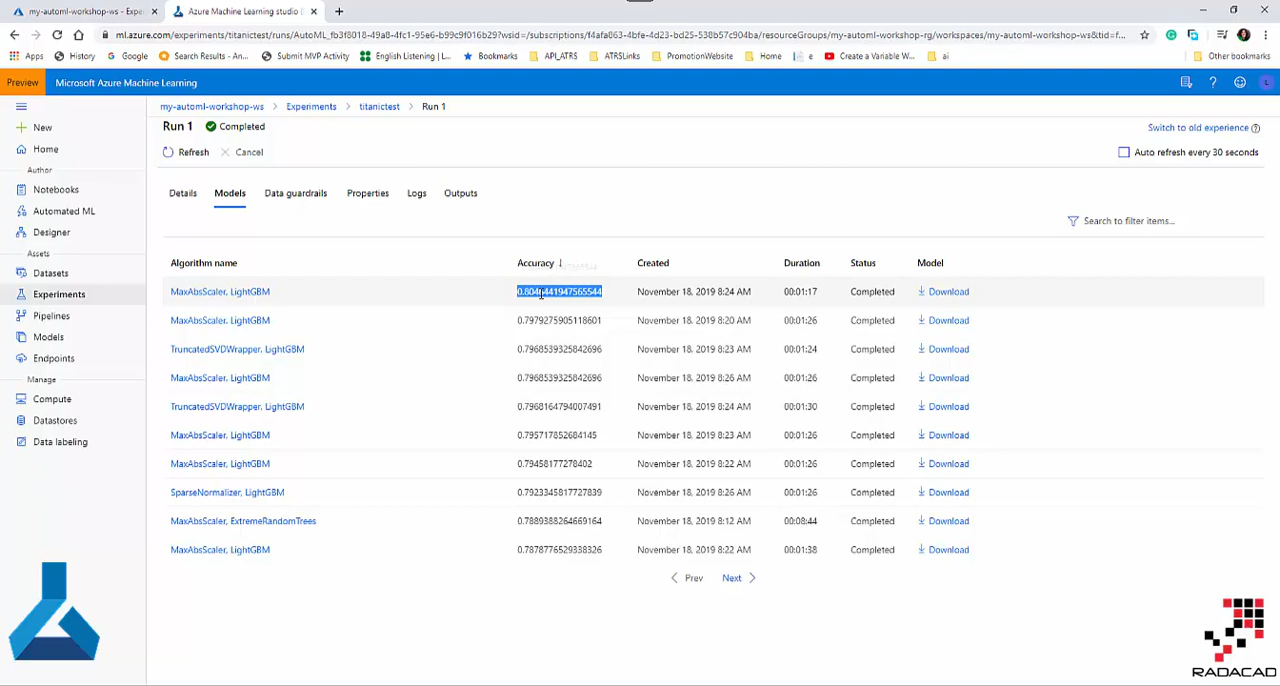 my-automl-workshop-ws - Exper
Azure Machine Learning studio (
ml.azure.com/experiments/titanictest/runs/AutoML_fb3f8018-49a8-4fc1-95e6-b99c9f016b29?wsid=/subscriptions/f4afa863-4bfe-4d23-bd25-538b57c904ba/resourceGroups/my-automl-workshop-rg/workspaces/my-automl-workshop-ws&tid=f...
Apps History Google Search Results - An... Submit MVP Activity English Listening | L... Bookmarks API_ATRS ATRSLinks PromotionWebsite Home e Create a Variable W... ai Other bookmarks
Preview Microsoft Azure Machine Learning
my-automl-workshop-ws > Experiments > titanictest > Run 1
New
Home
Author
Notebooks
Automated ML
Designer
Assets
Datasets
Experiments
Pipelines
Models
Endpoints
Manage
Compute
Datastores
Data labeling
Run 1 Completed
Switch to old experience
Refresh Cancel
Auto refresh every 30 seconds
Details Models Data guardrails Properties Logs Outputs
Search to filter items...
Algorithm name Accuracy ↓ Created Duration Status Model
MaxAbsScaler, LightGBM November 18, 2019 8:24 AM 00:01:17 Completed Download
MaxAbsScaler, LightGBM 0.7979275905118601 November 18, 2019 8:20 AM 00:01:26 Completed Download
TruncatedSVDWrapper, LightGBM 0.7968539325842696 November 18, 2019 8:23 AM 00:01:24 Completed Download
MaxAbsScaler, LightGBM 0.7968539325842696 November 18, 2019 8:26 AM 00:01:26 Completed Download
TruncatedSVDWrapper, LightGBM 0.7968164794007491 November 18, 2019 8:24 AM 00:01:30 Completed Download
MaxAbsScaler, LightGBM 0.795717852684145 November 18, 2019 8:23 AM 00:01:26 Completed Download
MaxAbsScaler, LightGBM 0.79458177278402 November 18, 2019 8:22 AM 00:01:26 Completed Download
SparseNormalizer, LightGBM 0.7923345817727839 November 18, 2019 8:26 AM 00:01:26 Completed Download
MaxAbsScaler, ExtremeRandomTrees 0.7889388264669164 November 18, 2019 8:12 AM 00:08:44 Completed Download
MaxAbsScaler, LightGBM 0.7878776529338326 November 18, 2019 8:22 AM 00:01:38 Completed Download
Prev Next
RADACAD